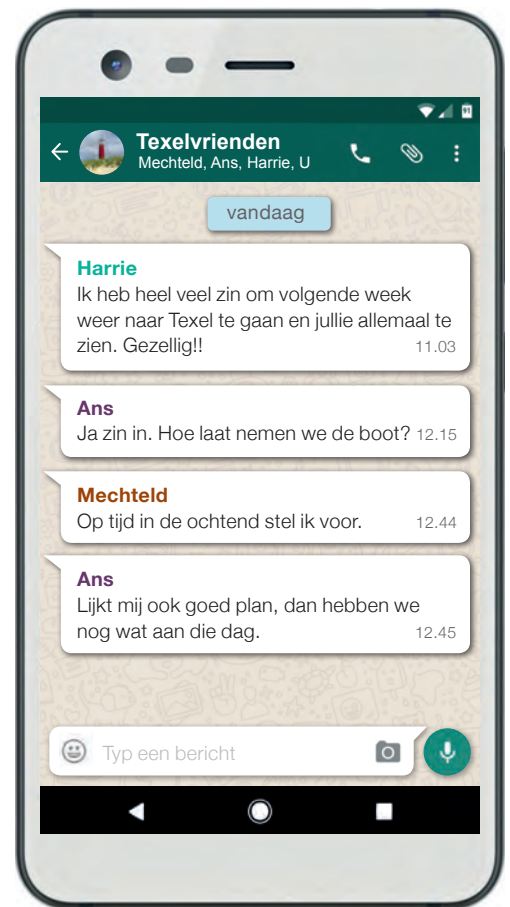 91
Texelvrienden
Mechteld, Ans, Harrie, U
vandaag
Harrie
Ik heb heel veel zin om volgende week
weer naar Texel te gaan en jullie allemaal te
zien. Gezellig!! 11.03
Ans
Ja zin in. Hoe laat nemen we de boot? 12.15
Mechteld
Op tijd in de ochtend stel ik voor. 12.44
Ans
Lijkt mij ook goed plan, dan hebben we
nog wat aan die dag. 12.45
Typ een bericht